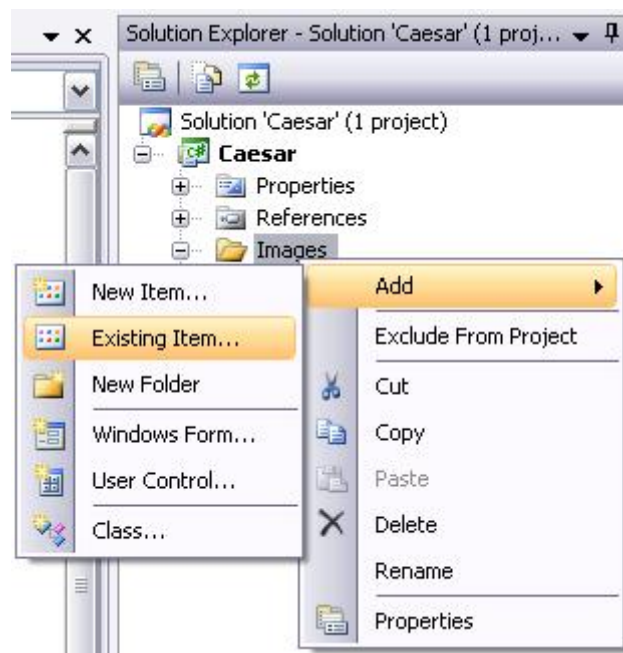 Solution Explorer - Solution 'Caesar' (1 proj...
Solution 'Caesar' (1 project)
Caesar
Properties
References
Images
New Item...
Existing Item...
New Folder
Windows Form...
User Control...
Class...
Add
Exclude From Project
Cut
Copy
Paste
Delete
Rename
Properties